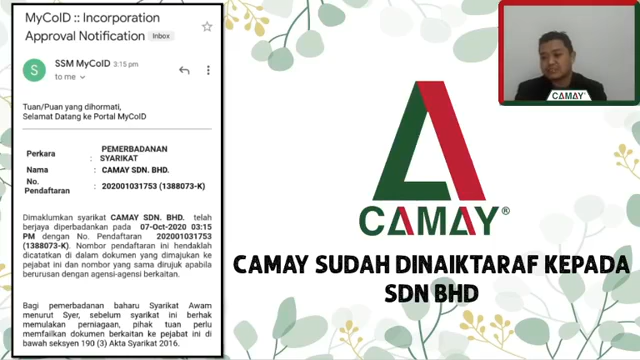 MyCoID :: Incorporation
Approval Notification Inbox
S
SSM MyCoID 3:15 pm
to me
Tuan/Puan yang dihormati,
Selamat Datang ke Portal MyCoID
Perkara : PEMERBADANAN SYARIKAT
Nama : CAMAY SDN. BHD.
No. Pendaftaran : 202001031753 (1388073-K)
Dimaklumkan syarikat CAMAY SDN. BHD. telah
berjaya diperbadankan pada 07-Oct-2020 03:15
PM dengan No. Pendaftaran 202001031753
(1388073-K). Nombor pendaftaran ini hendaklah
dicatatkan di dalam dokumen yang dimajukan ke
pejabat ini dan nombor yang sama dirujuk apabila
berurusan dengan agensi-agensi berkaitan.
Bagi pemerbadanan baharu Syarikat Awam
menurut Syer, sebelum syarikat ini berhak
memulakan perniagaan, pihak tuan perlu
memfailkan dokumen berkaitan ke pejabat ini di
bawah seksyen 190 (3) Akta Syarikat 2016.
CAMAY®
CAMAY SUDAH DINAIKTARAF KEPADA
SDN BHD
CAMAY